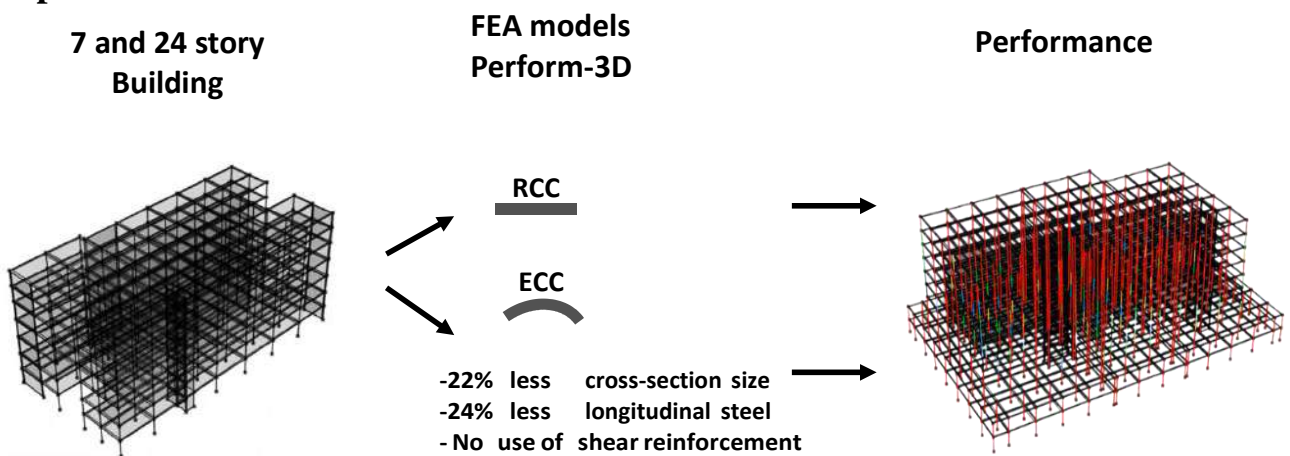 7 and 24 story
Building
FEA models
Perform-3D
Performance
RCC
ECC
-22% less cross-section size
-24% less longitudinal steel
- No use of shear reinforcement